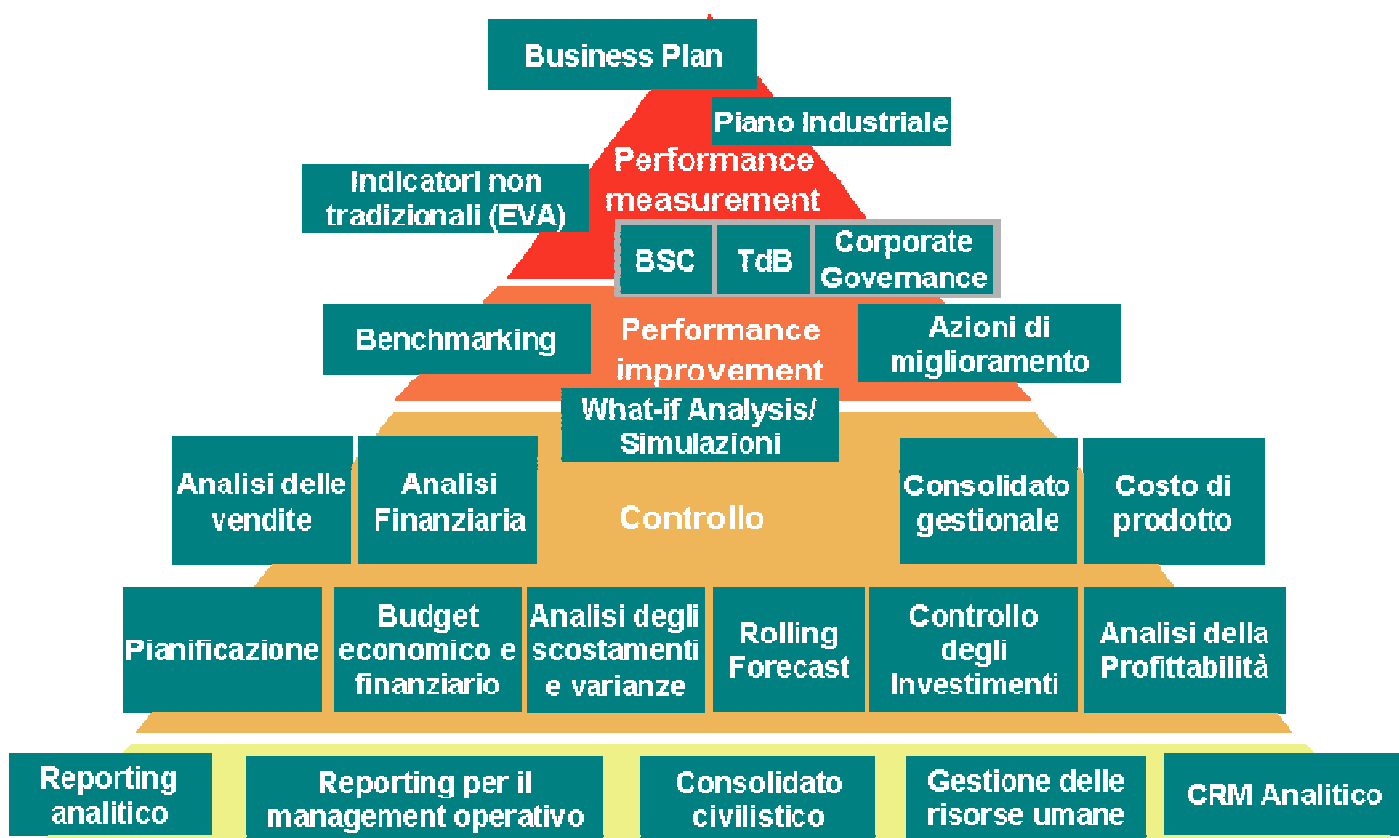 Business Plan
Piano Industriale
Performance
measurement
Indicatori non
tradizionali (EVA)
BSC
TdB
Corporate
Governance
Benchmarking
Performance
improvement
Azioni di
miglioramento
What-if Analysis/
Simulazioni
Analisi delle
vendite
Analisi
Finanziaria
Controllo
Consolidato
gestionale
Costo di
prodotto
Pianificazione
Budget
economico e
finanziario
Analisi degli
scostamenti
e varianze
Rolling
Forecast
Controllo
degli
Investimenti
Analisi della
Profittabilità
Reporting
analitico
Reporting per il
management operativo
Consolidato
civilistico
Gestione delle
risorse umane
CRM Analitico